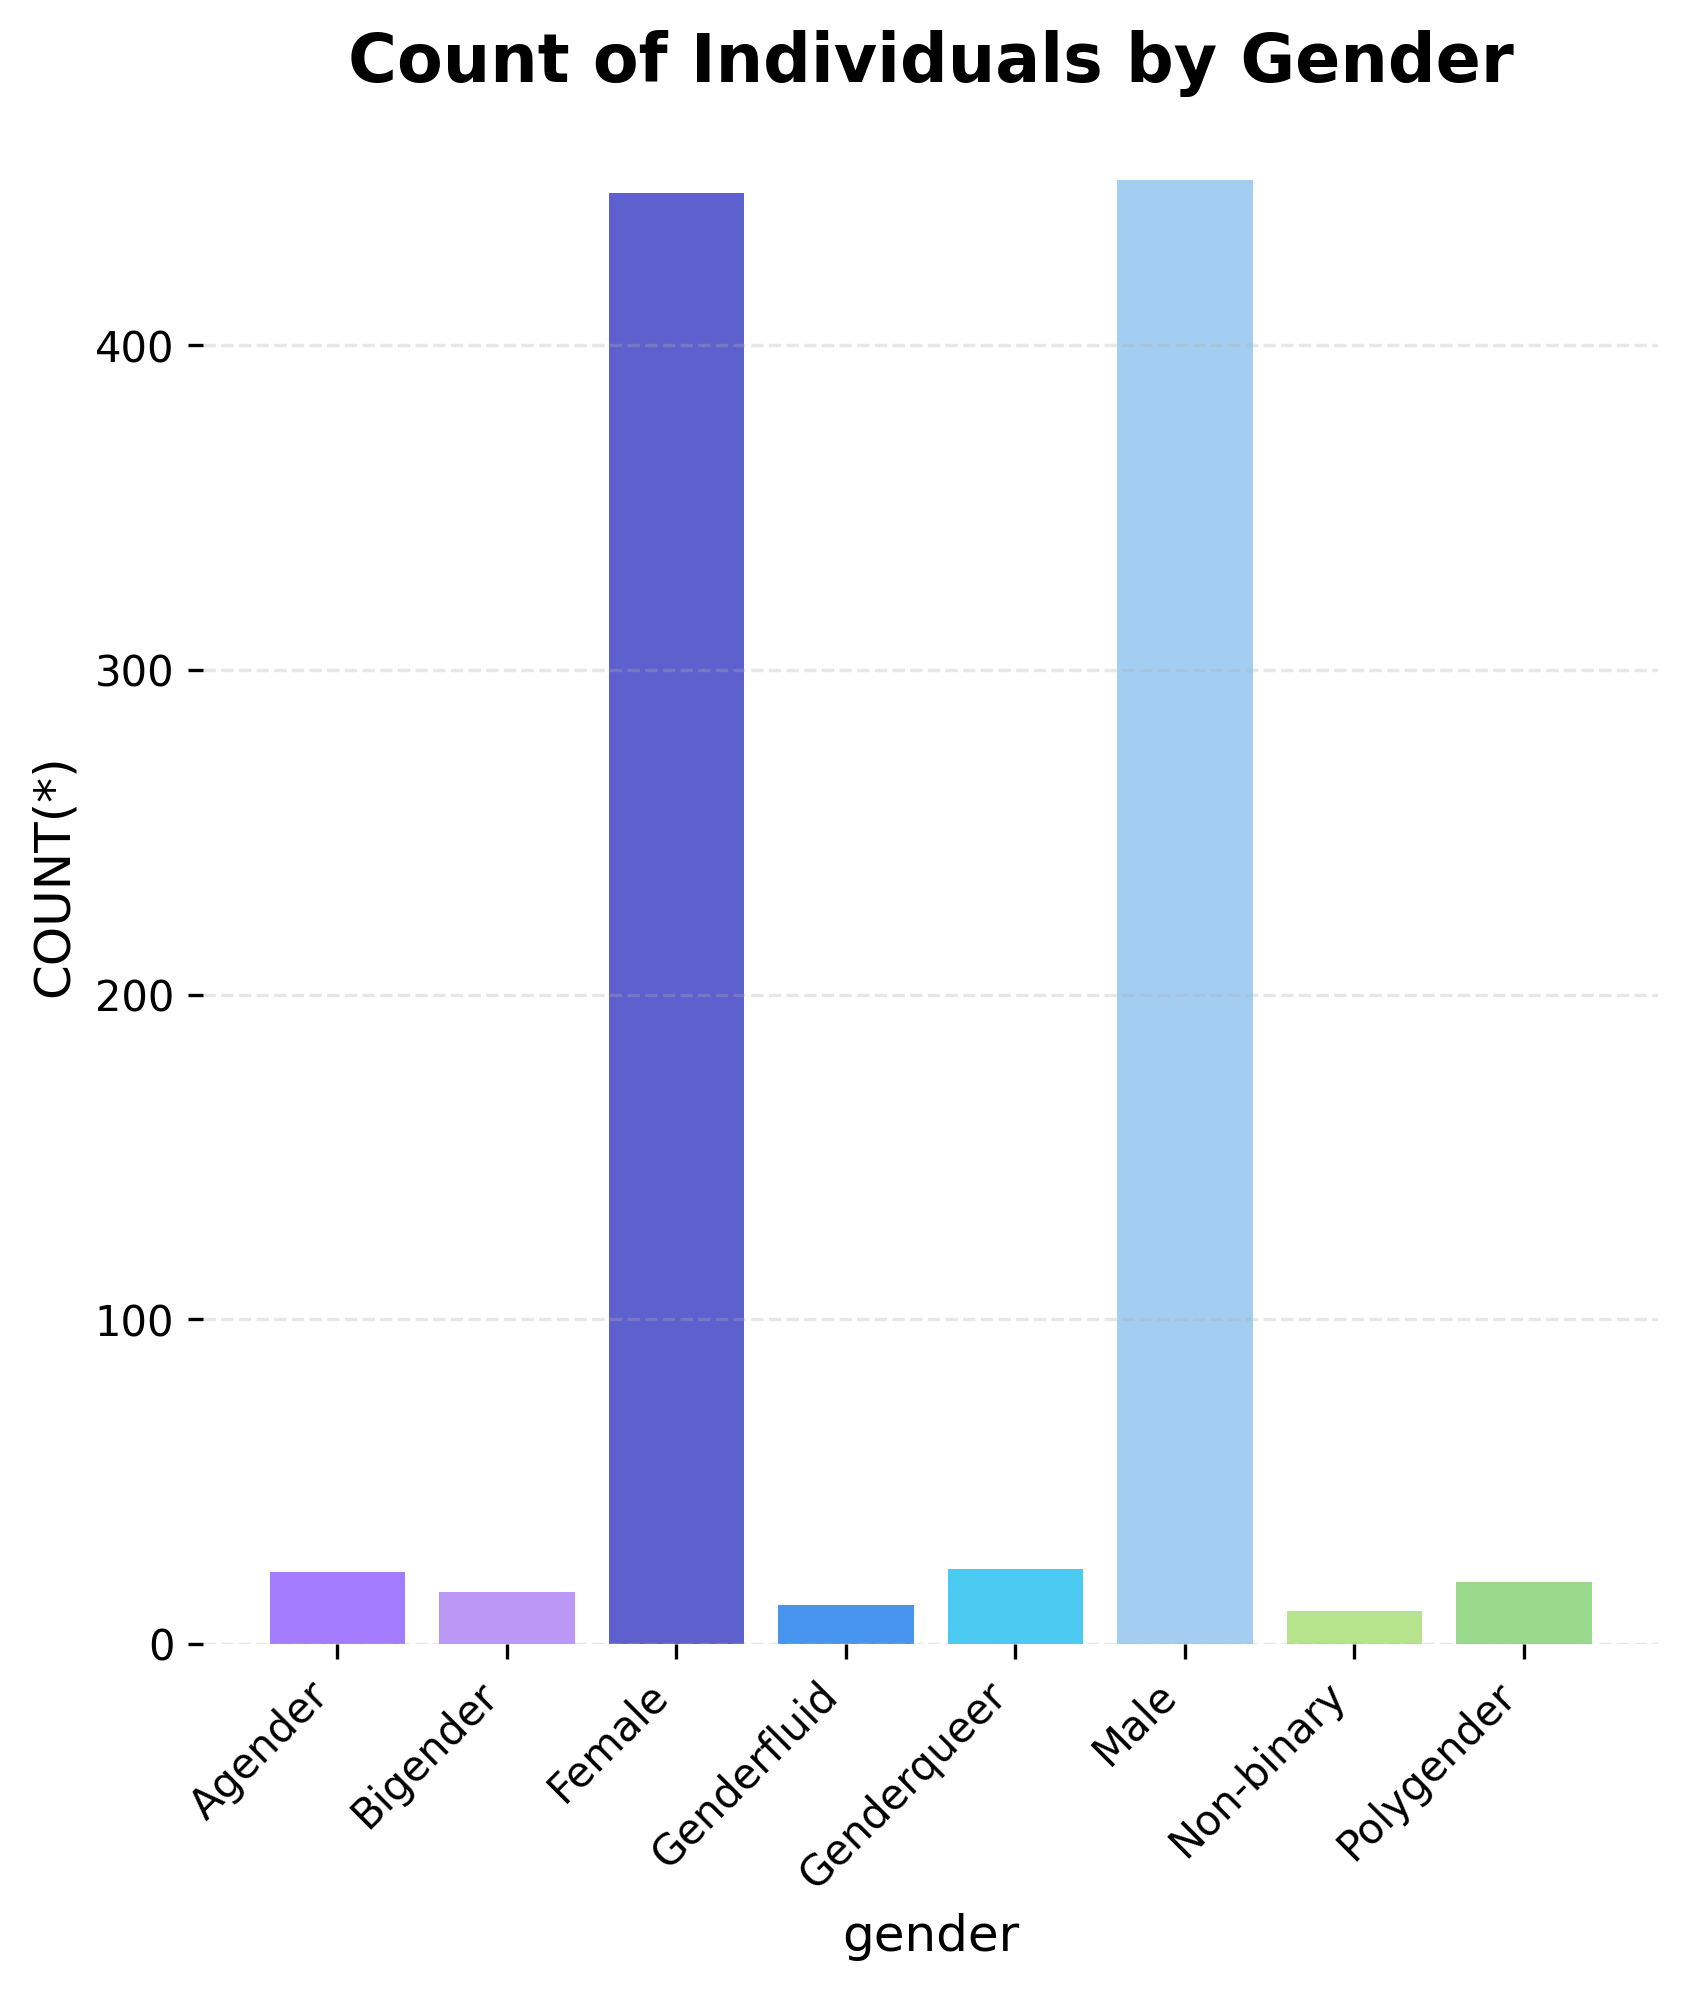 Count of Individuals by Gender
COUNT(*)
400
300
200
100
0
Agender
Bigender
Female
Genderfluid
Genderqueer
Male
Non-binary
Polygender
gender